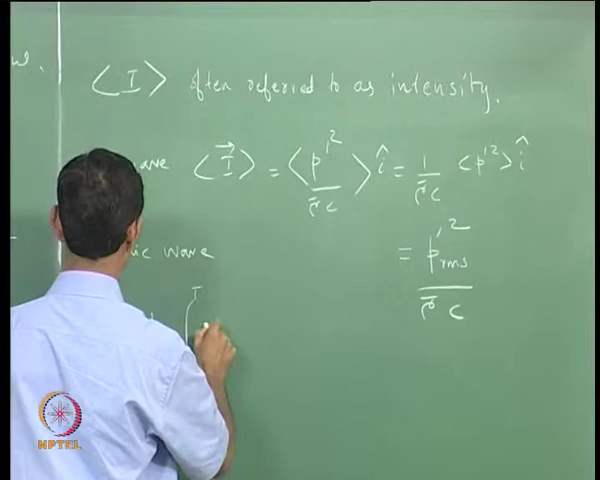 w.
<I> often referred to as intensity.
ave <I⃗> = <p'²/ρ̄c> î = 1/ρ̄c <p'²> î
ic wave = p'²rms/ρ̄c
T
NPTEL